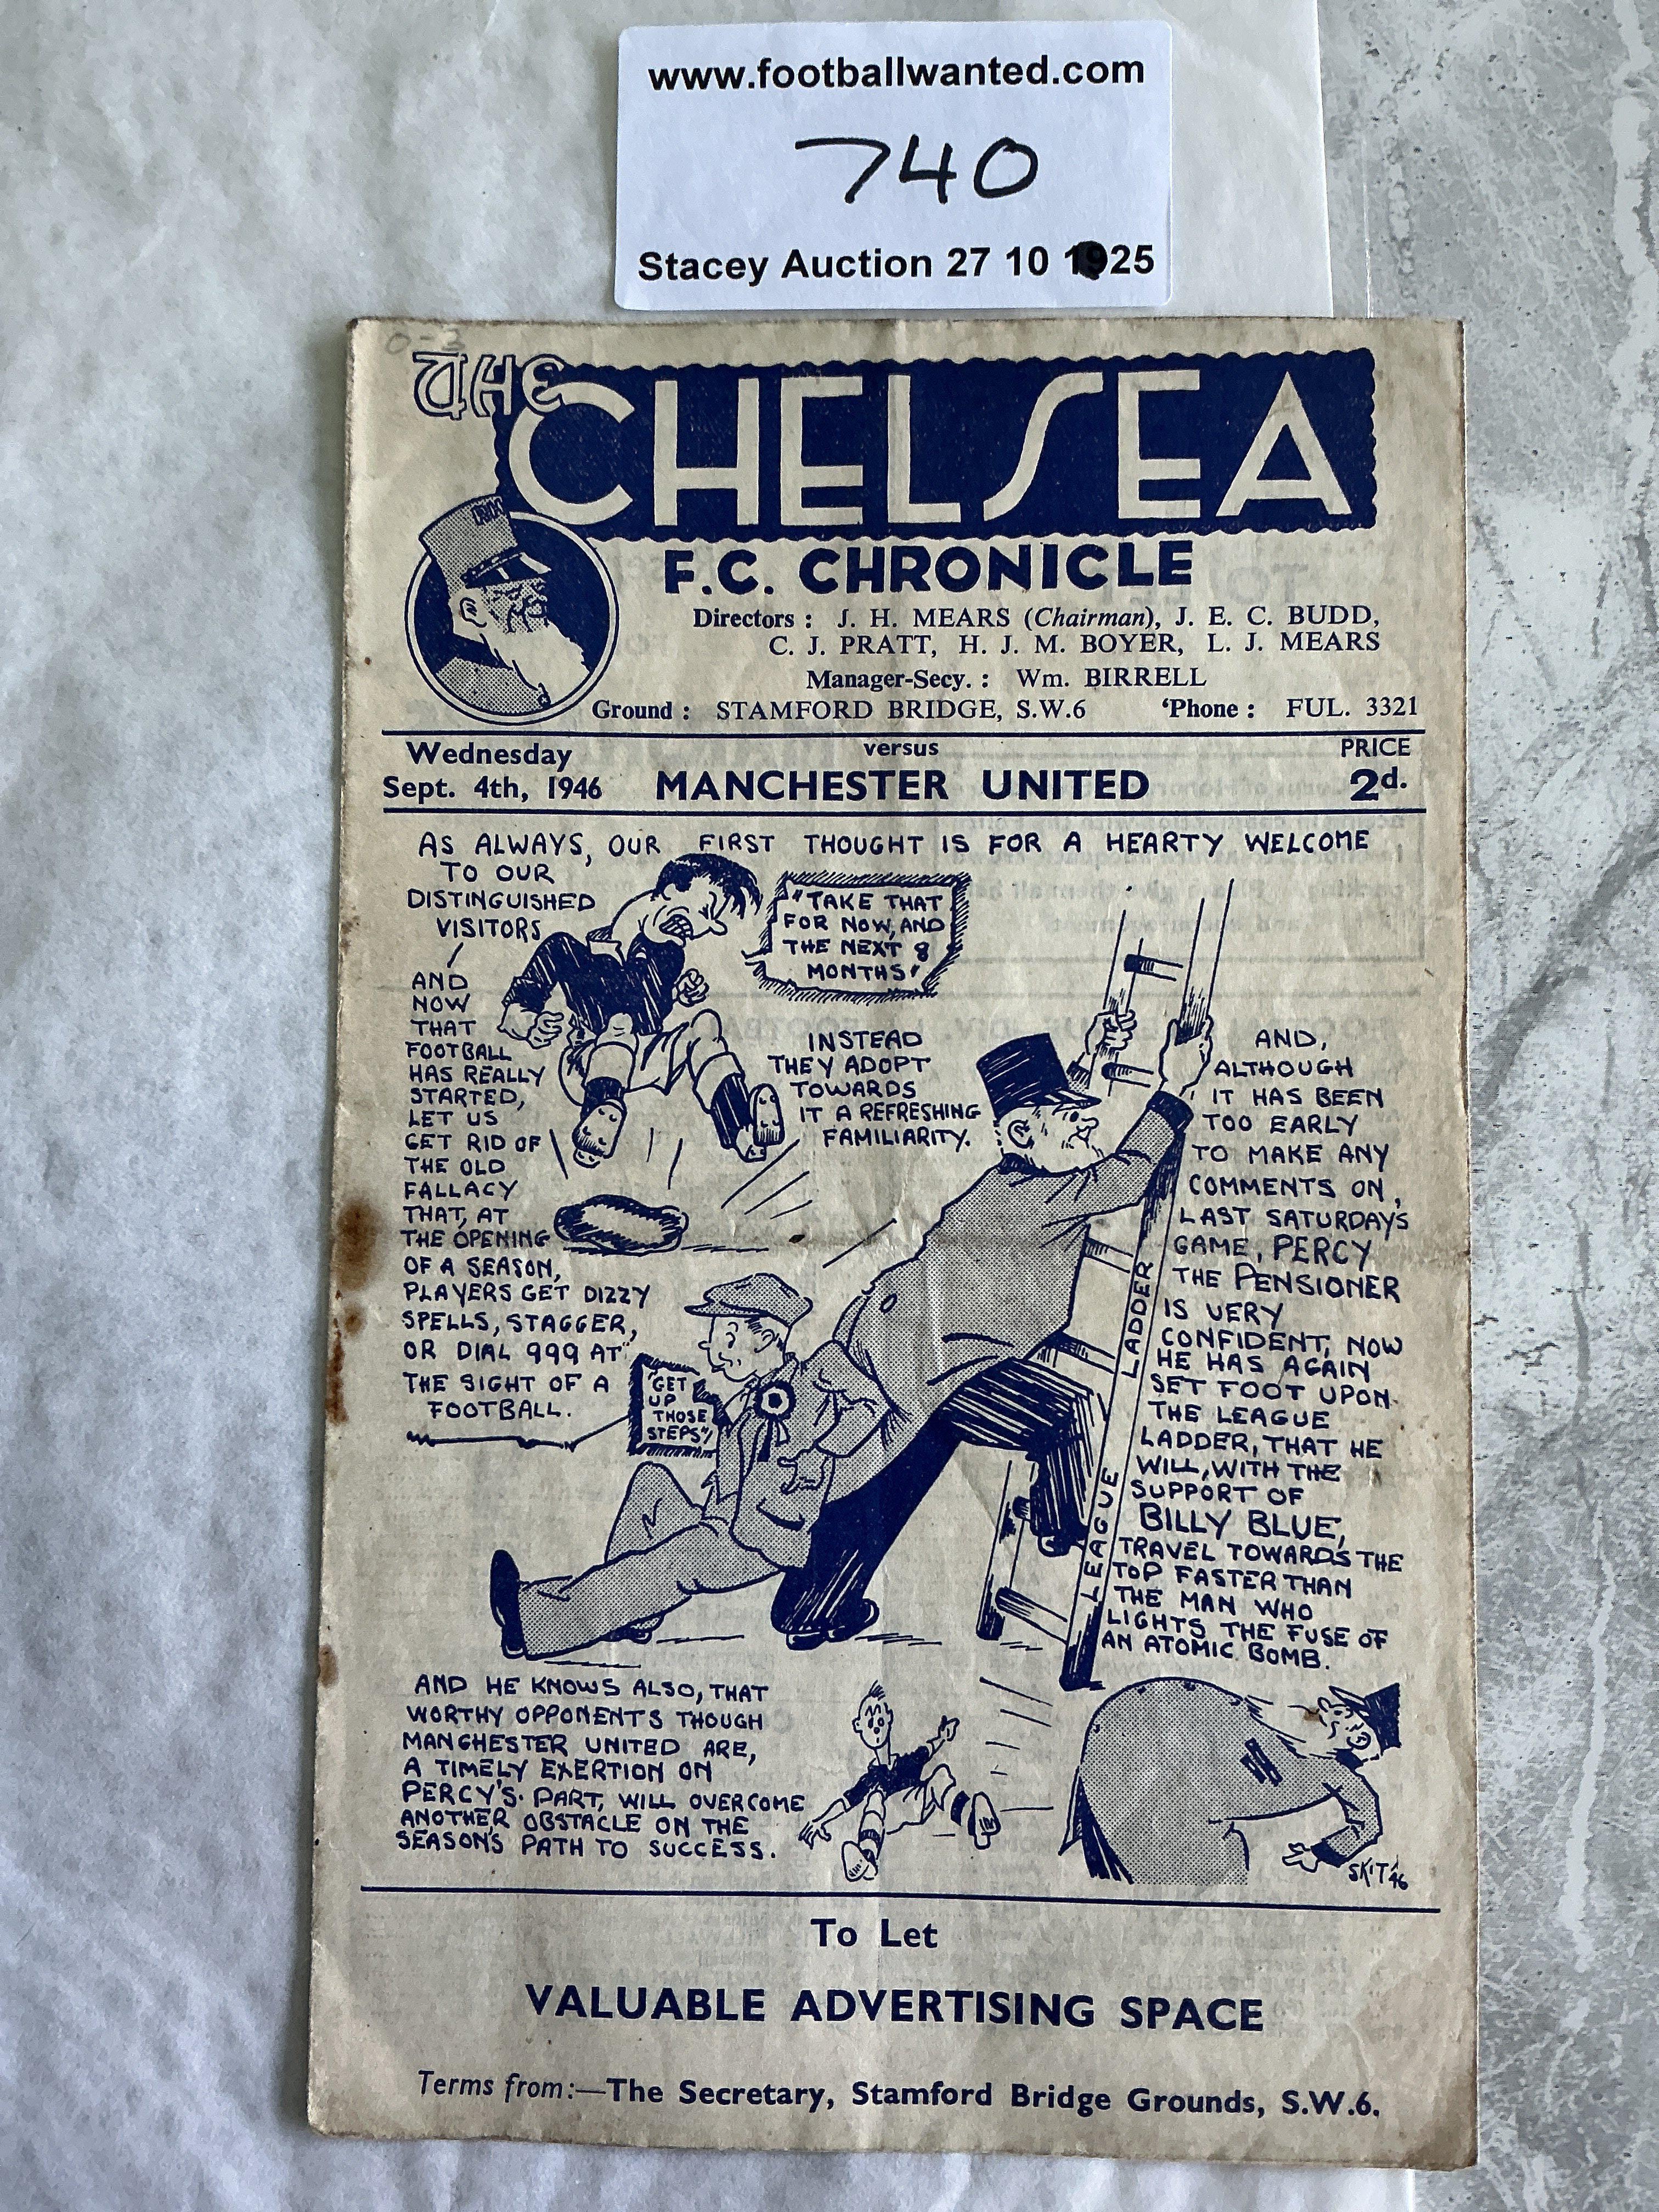 www.footballwanted.com
740
Stacey Auction 27 10 1925
0-3
THE
CHELSEA
F.C. CHRONICLE
Directors : J. H. MEARS (Chairman), J. E. C. BUDD,
C. J. PRATT, H. J. M. BOYER, L. J. MEARS
Manager-Secy. : Wm. BIRRELL
Ground : STAMFORD BRIDGE, S.W.6 'Phone : FUL. 3321
Wednesday
Sept. 4th, 1946
versus
MANCHESTER UNITED
PRICE
2d.
AS ALWAYS, OUR FIRST THOUGHT IS FOR A HEARTY WELCOME
TO OUR
DISTINGUISHED
VISITORS
AND
NOW
THAT
FOOTBALL
HAS REALLY
STARTED,
LET US
GET RID OF
THE OLD
FALLACY
THAT, AT
THE OPENING
OF A SEASON,
PLAYERS GET DIZZY
SPELLS, STAGGER,
OR DIAL 999 AT
THE SIGHT OF A
FOOTBALL.
"TAKE THAT
FOR NOW, AND
THE NEXT 8
MONTHS"
INSTEAD
THEY ADOPT
TOWARDS
IT A REFRESHING
FAMILIARITY.
"GET
UP
THOSE
STEPS"
LEAGUE LADDER
AND,
ALTHOUGH
IT HAS BEEN
TOO EARLY
TO MAKE ANY
COMMENTS ON
LAST SATURDAY'S
GAME, PERCY
THE PENSIONER
IS VERY
CONFIDENT, NOW
HE HAS AGAIN
SET FOOT UPON
THE LEAGUE
LADDER, THAT HE
WILL, WITH THE
SUPPORT OF
BILLY BLUE,
TRAVEL TOWARDS THE
TOP FASTER THAN
THE MAN WHO
LIGHTS THE FUSE OF
AN ATOMIC BOMB.
AND HE KNOWS ALSO, THAT
WORTHY OPPONENTS THOUGH
MANCHESTER UNITED ARE,
A TIMELY EXERTION ON
PERCY'S PART, WILL OVERCOME
ANOTHER OBSTACLE ON THE
SEASON'S PATH TO SUCCESS.
SKIT '46
To Let
VALUABLE ADVERTISING SPACE
Terms from:—The Secretary, Stamford Bridge Grounds, S.W.6.